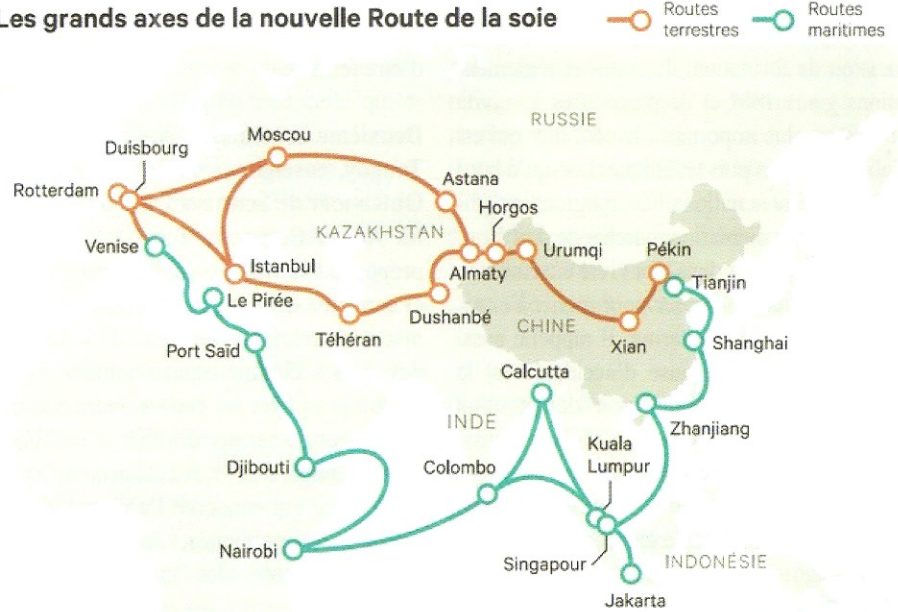 Les grands axes de la nouvelle Route de la soie
Routes
terrestres
Routes
maritimes
RUSSIE
Moscou
Duisbourg
Rotterdam
Astana
Horgos
KAZAKHSTAN
Venise
Urumqi
Pékin
Istanbul
Almaty
Tianjin
Le Pirée
Dushanbé
CHINE
Téhéran
Xian
Shanghai
Port Saïd
Calcutta
INDE
Zhanjiang
Kuala
Lumpur
Djibouti
Colombo
Nairobi
Singapour
INDONÉSIE
Jakarta